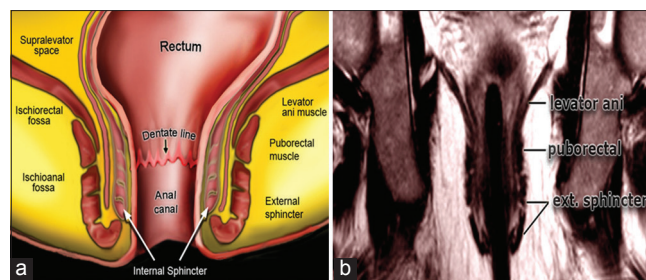 Supralevator
space
Rectum
Ischiorectal
fossa
Levator
ani muscle
Dentate line
Puborectal
muscle
Ischioanal
fossa
Anal
canal
External
sphincter
Internal Sphincter
a
levator ani
puborectal
ext. sphincter
b